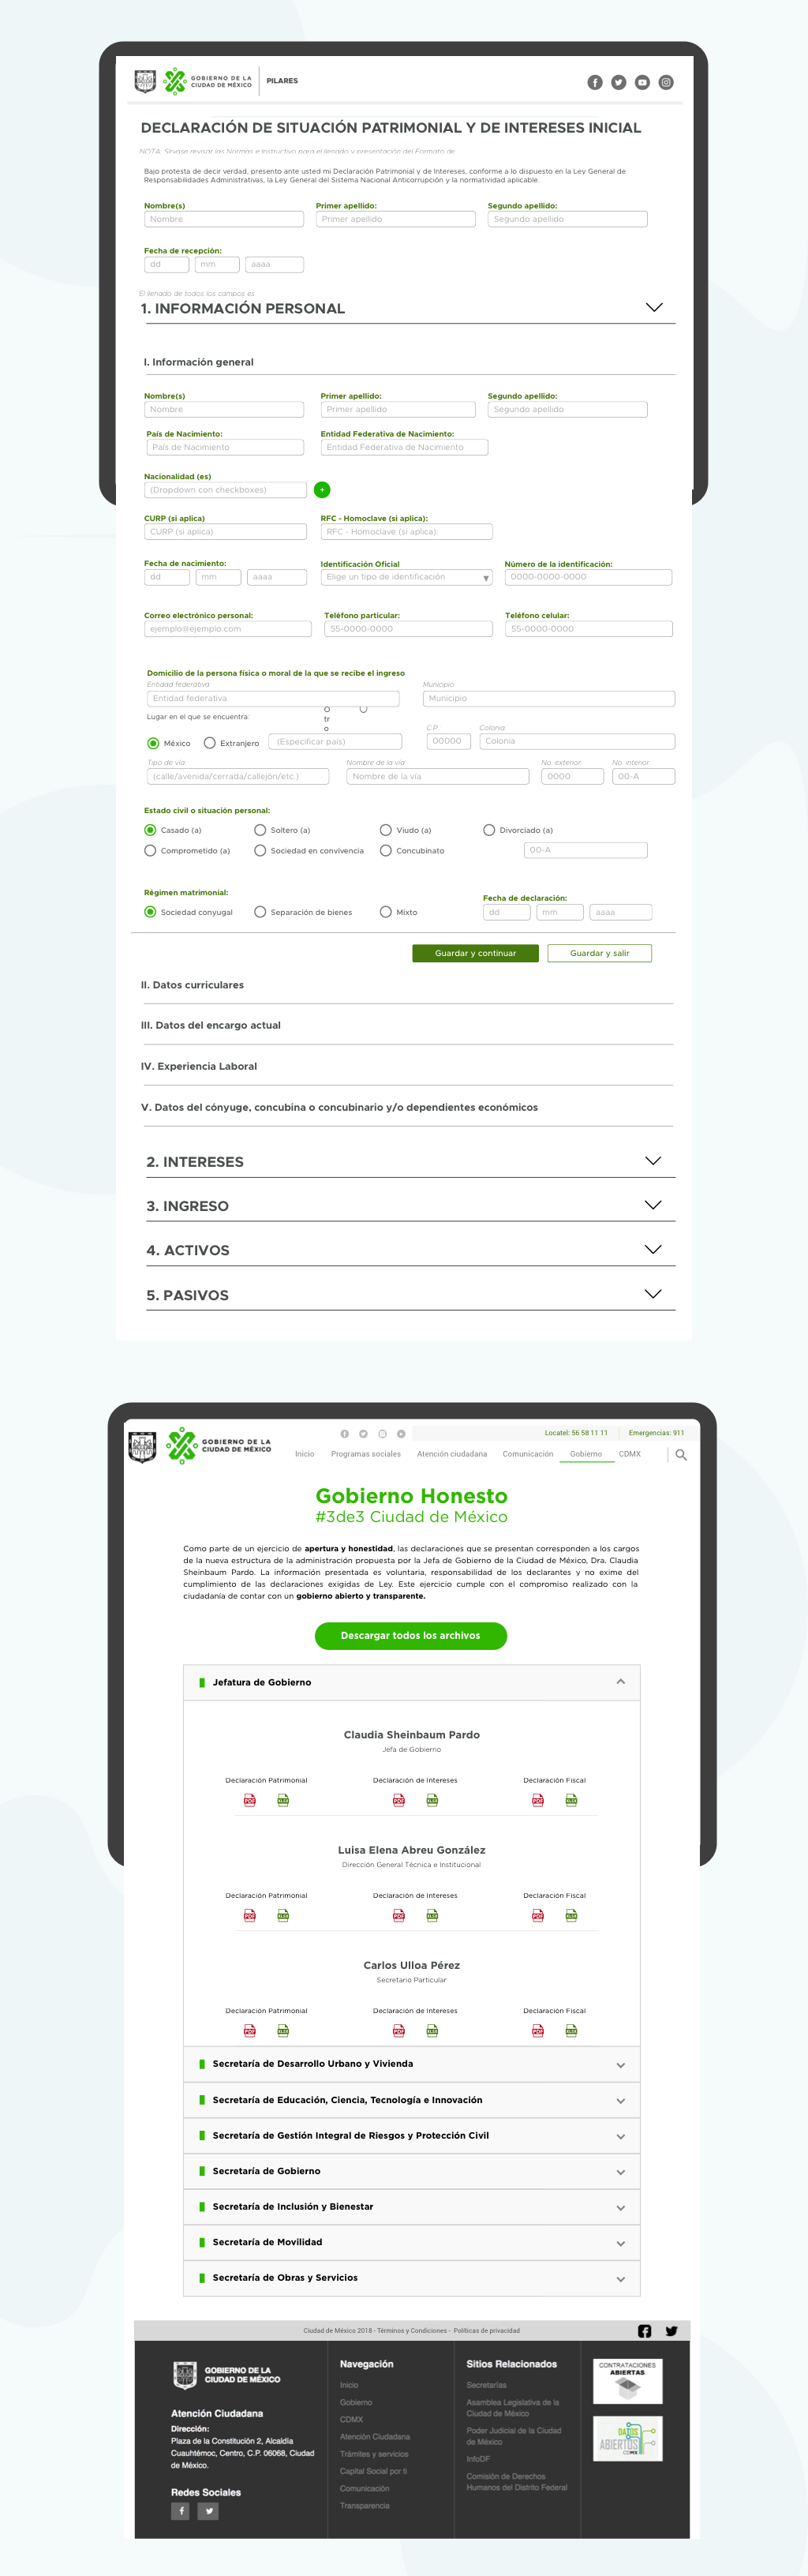 GOBIERNO DE LA
CIUDAD DE MÉXICO
PILARES
DECLARACIÓN DE SITUACIÓN PATRIMONIAL Y DE INTERESES INICIAL
NOTA: Sírvase revisar las Normas e Instructivo para el llenado y presentación del Formato de
Bajo protesta de decir verdad, presento ante usted mi Declaración Patrimonial y de Intereses, conforme a lo dispuesto en la Ley General de
Responsabilidades Administrativas, la Ley General del Sistema Nacional Anticorrupción y la normatividad aplicable.
Nombre(s) Primer apellido: Segundo apellido:
Nombre Primer apellido Segundo apellido
Fecha de recepción:
dd mm aaaa
El llenado de todos los campos es
1. INFORMACIÓN PERSONAL
I. Información general
Nombre(s) Primer apellido: Segundo apellido:
Nombre Primer apellido Segundo apellido
País de Nacimiento: Entidad Federativa de Nacimiento:
País de Nacimiento Entidad Federativa de Nacimiento
Nacionalidad (es)
(Dropdown con checkboxes) +
CURP (si aplica) RFC - Homoclave (si aplica):
CURP (si aplica) RFC - Homoclave (si aplica):
Fecha de nacimiento: Identificación Oficial Número de la identificación:
dd mm aaaa Elige un tipo de identificación 0000-0000-0000
Correo electrónico personal: Teléfono particular: Teléfono celular:
ejemplo@ejemplo.com 55-0000-0000 55-0000-0000
Domicilio de la persona física o moral de la que se recibe el ingreso
Entidad federativa: Municipio:
Entidad federativa Municipio
Lugar en el que se encuentra: O
tr
o
C.P.: Colonia:
México Extranjero (Especificar país) 00000 Colonia
Tipo de vía: Nombre de la vía: No. exterior: No. interior:
(calle/avenida/cerrada/callejón/etc.) Nombre de la vía 0000 00-A
Estado civil o situación personal:
Casado (a) Soltero (a) Viudo (a) Divorciado (a)
Comprometido (a) Sociedad en convivencia Concubinato 00-A
Régimen matrimonial: Fecha de declaración:
Sociedad conyugal Separación de bienes Mixto dd mm aaaa
Guardar y continuar Guardar y salir
II. Datos curriculares
III. Datos del encargo actual
IV. Experiencia Laboral
V. Datos del cónyuge, concubina o concubinario y/o dependientes económicos
2. INTERESES
3. INGRESO
4. ACTIVOS
5. PASIVOS
GOBIERNO DE LA
CIUDAD DE MÉXICO
Locatel: 56 58 11 11 Emergencias: 911
Inicio Programas sociales Atención ciudadana Comunicación Gobierno CDMX
Gobierno Honesto
#3de3 Ciudad de México
Como parte de un ejercicio de apertura y honestidad, las declaraciones que se presentan corresponden a los cargos
de la nueva estructura de la administración propuesta por la Jefa de Gobierno de la Ciudad de México, Dra. Claudia
Sheinbaum Pardo. La información presentada es voluntaria, responsabilidad de los declarantes y no exime del
cumplimiento de las declaraciones exigidas de Ley. Este ejercicio cumple con el compromiso realizado con la
ciudadanía de contar con un gobierno abierto y transparente.
Descargar todos los archivos
Jefatura de Gobierno
Claudia Sheinbaum Pardo
Jefa de Gobierno
Declaración Patrimonial Declaración de Intereses Declaración Fiscal
PDF XLSX PDF XLSX PDF XLSX
Luisa Elena Abreu González
Dirección General Técnica e Institucional
Declaración Patrimonial Declaración de Intereses Declaración Fiscal
PDF XLSX PDF XLSX PDF XLSX
Carlos Ulloa Pérez
Secretario Particular
Declaración Patrimonial Declaración de Intereses Declaración Fiscal
PDF XLSX PDF XLSX PDF XLSX
Secretaría de Desarrollo Urbano y Vivienda
Secretaría de Educación, Ciencia, Tecnología e Innovación
Secretaría de Gestión Integral de Riesgos y Protección Civil
Secretaría de Gobierno
Secretaría de Inclusión y Bienestar
Secretaría de Movilidad
Secretaría de Obras y Servicios
Ciudad de México 2018 - Términos y Condiciones - Políticas de privacidad
GOBIERNO DE LA
CIUDAD DE MÉXICO
Atención Ciudadana
Dirección:
Plaza de la Constitución 2, Alcaldía
Cuauhtémoc, Centro, C.P. 06068, Ciudad
de México.
Redes Sociales
Navegación
Inicio
Gobierno
CDMX
Atención Ciudadana
Trámites y servicios
Capital Social por ti
Comunicación
Transparencia
Sitios Relacionados
Secretarías
Asamblea Legislativa de la
Ciudad de México
Poder Judicial de la Ciudad
de México
InfoDF
Comisión de Derechos
Humanos del Distrito Federal
CONTRATACIONES
ABIERTAS
DATOS
ABIERTOS
CDMX